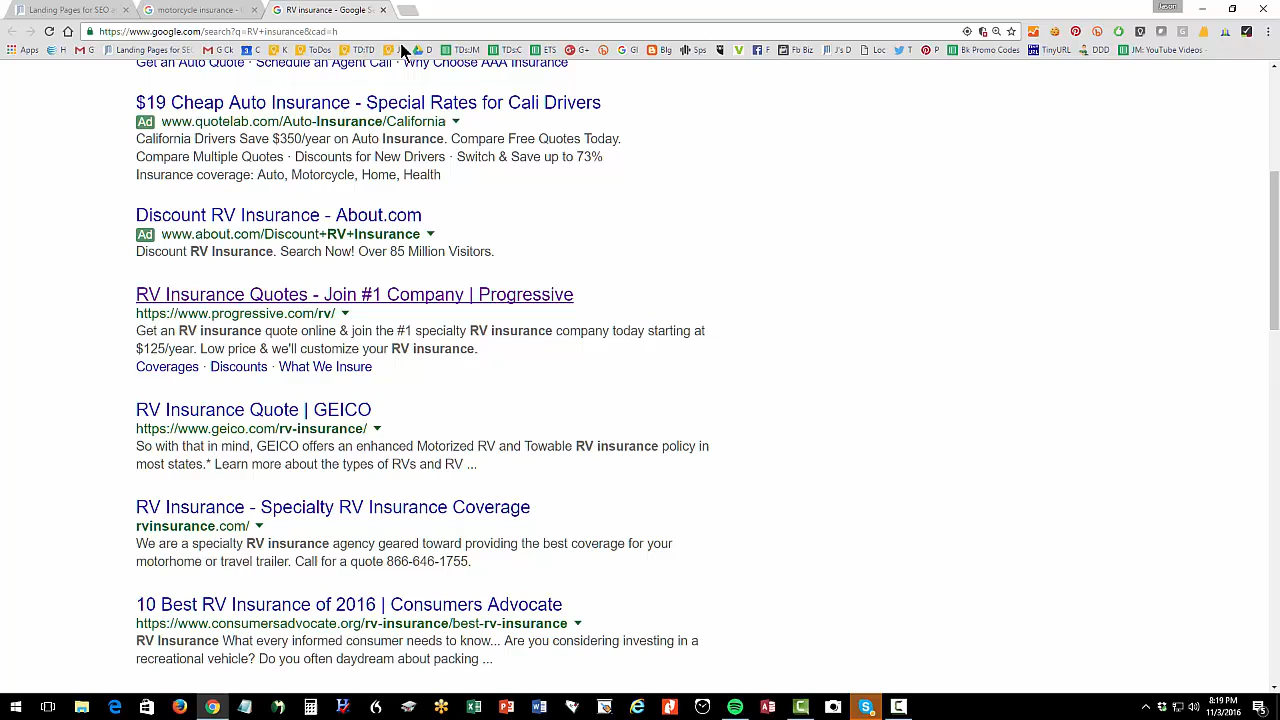 Landing Pages for SEO a
motorcycle insurance -
RV insurance - Google S
Jason
https://www.google.com/search?q=RV+insurance&cad=h
Apps H G Landing Pages for SE G Ck C K ToDos TD:TD D TDs:JM TDs:C ETS G+ GI Blg Sps V F Fb Biz J's D Loc T P Bk Promo Codes TinyURL DDD JM: YouTube Videos -
Get an Auto Quote · Schedule an Agent Call · Why Choose AAA Insurance
$19 Cheap Auto Insurance - Special Rates for Cali Drivers
Ad www.quotelab.com/Auto-Insurance/California
California Drivers Save $350/year on Auto Insurance. Compare Free Quotes Today.
Compare Multiple Quotes · Discounts for New Drivers · Switch & Save up to 73%
Insurance coverage: Auto, Motorcycle, Home, Health
Discount RV Insurance - About.com
Ad www.about.com/Discount+RV+Insurance
Discount RV Insurance. Search Now! Over 85 Million Visitors.
RV Insurance Quotes - Join #1 Company | Progressive
https://www.progressive.com/rv/
Get an RV insurance quote online & join the #1 specialty RV insurance company today starting at
$125/year. Low price & we'll customize your RV insurance.
Coverages · Discounts · What We Insure
RV Insurance Quote | GEICO
https://www.geico.com/rv-insurance/
So with that in mind, GEICO offers an enhanced Motorized RV and Towable RV insurance policy in
most states.* Learn more about the types of RVs and RV ...
RV Insurance - Specialty RV Insurance Coverage
rvinsurance.com/
We are a specialty RV insurance agency geared toward providing the best coverage for your
motorhome or travel trailer. Call for a quote 866-646-1755.
10 Best RV Insurance of 2016 | Consumers Advocate
https://www.consumersadvocate.org/rv-insurance/best-rv-insurance
RV Insurance What every informed consumer needs to know... Are you considering investing in a
recreational vehicle? Do you often daydream about packing ...
8:19 PM
11/3/2016